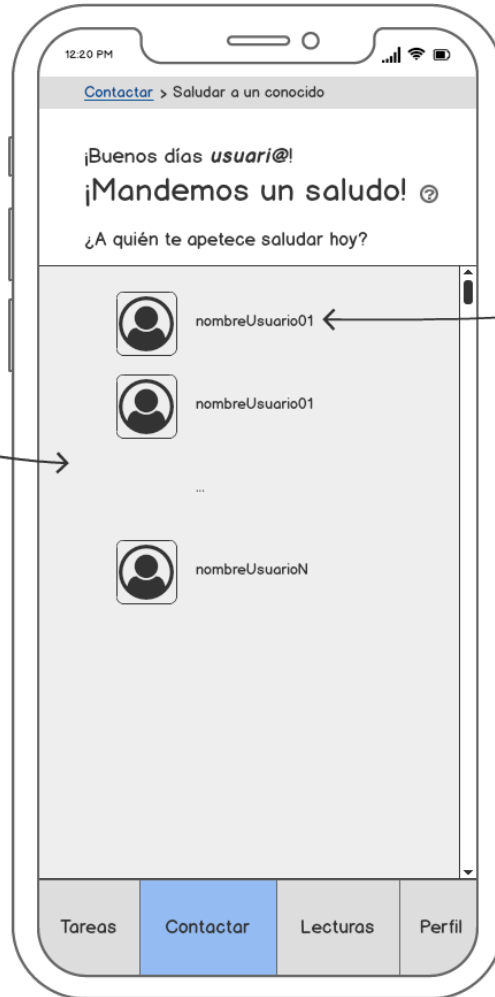 12:20 PM
Contactar > Saludar a un conocido
¡Buenos días usuari@!
¡Mandemos un saludo! ?
¿A quién te apetece saludar hoy?
nombreUsuario01
nombreUsuario01
...
nombreUsuarioN
Tareas Contactar Lecturas Perfil